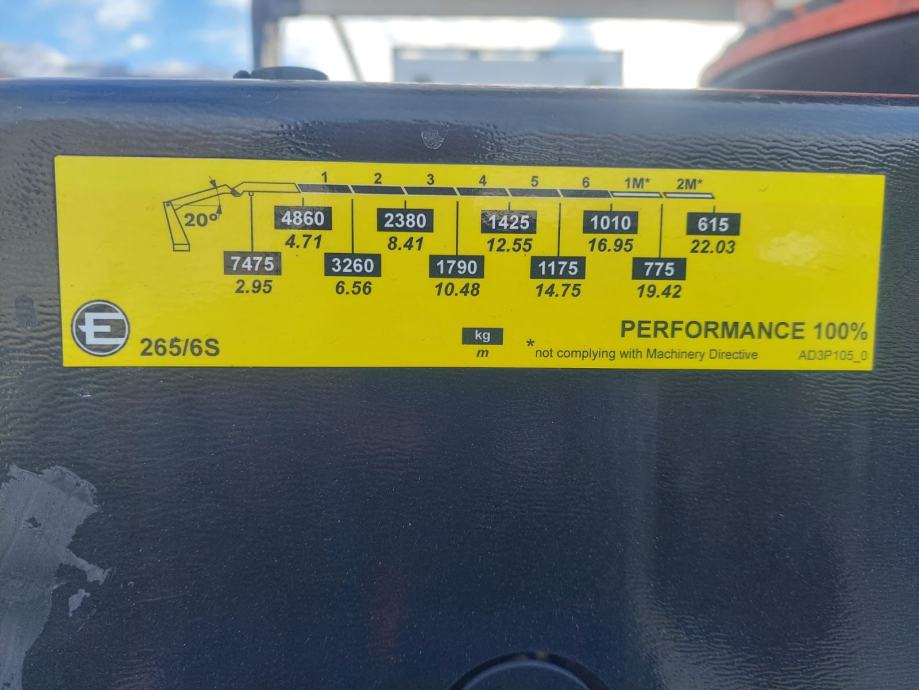 1 2 3 4 5 6 1M* 2M*
20°
4860 2380 1425 1010 615
4.71 8.41 12.55 16.95 22.03
7475 3260 1790 1175 775
2.95 6.56 10.48 14.75 19.42
E 265/6S
kg
m
PERFORMANCE 100%
* not complying with Machinery Directive AD3P105_0